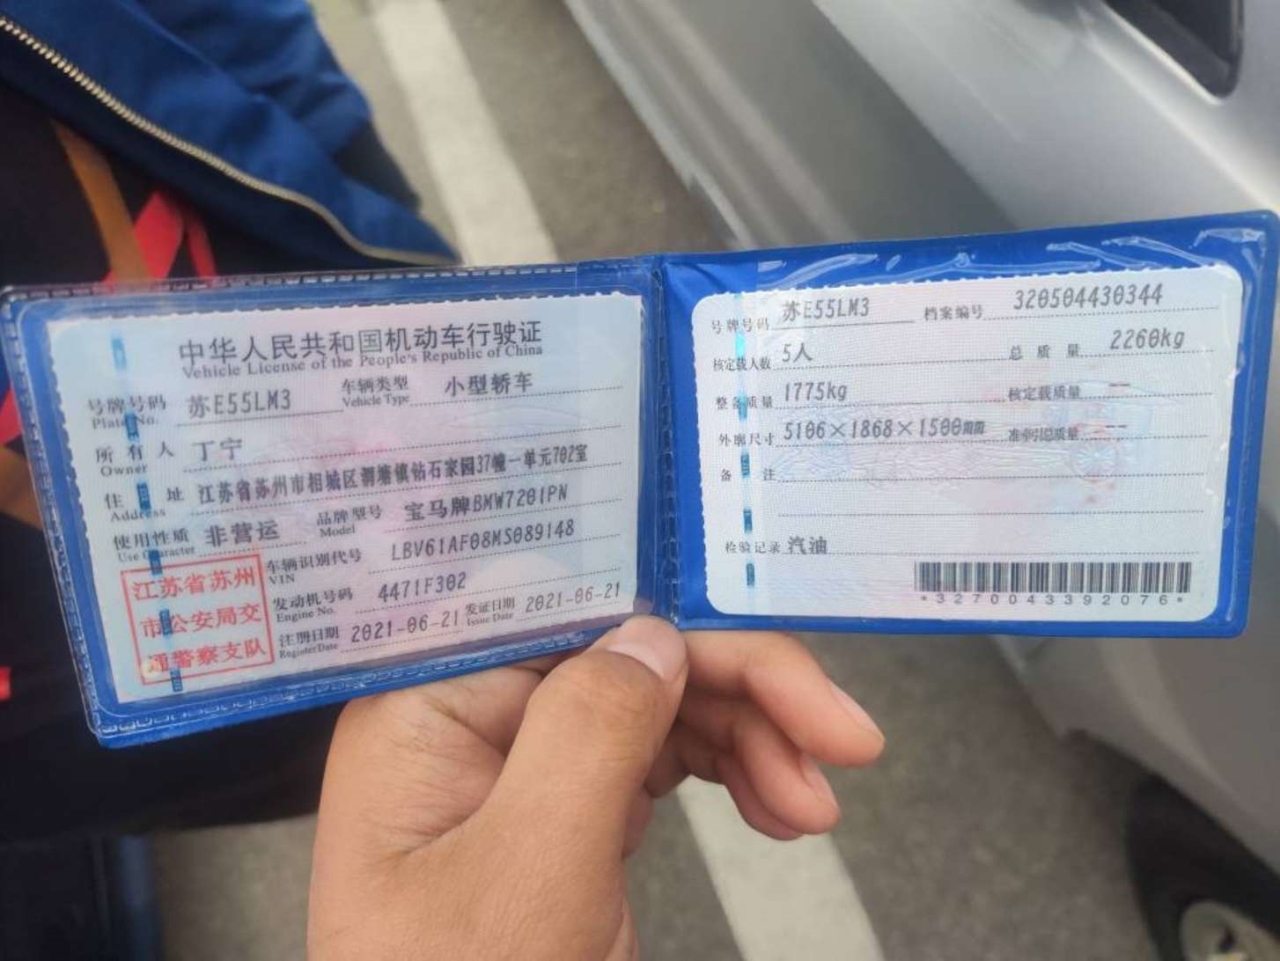 中华人民共和国机动车行驶证
Vehicle License of the People's Republic of China
号牌号码 苏E55LM3 车辆类型 小型轿车
Plate No. Vehicle Type
所有人 丁宁
Owner
住址 江苏省苏州市相城区渭塘镇钻石家园37幢一单元702室
Address
使用性质 非营运 品牌型号 宝马牌BMW7201PN
Use Character Model
车辆识别代号 LBV61AF08MS089148
VIN
发动机号码 4471F302
Engine No.
注册日期 2021-06-21 发证日期 2021-06-21
Register Date Issue Date
江苏省苏州
市公安局交
通警察支队
号牌号码 苏E55LM3 档案编号 320504430344
核定载人数 5人 总质量 2260kg
整备质量 1775kg 核定载质量 --
外廓尺寸 5106×1868×1500mm 准牵引总质量 --
备注
检验记录 汽油
*3270043392076*